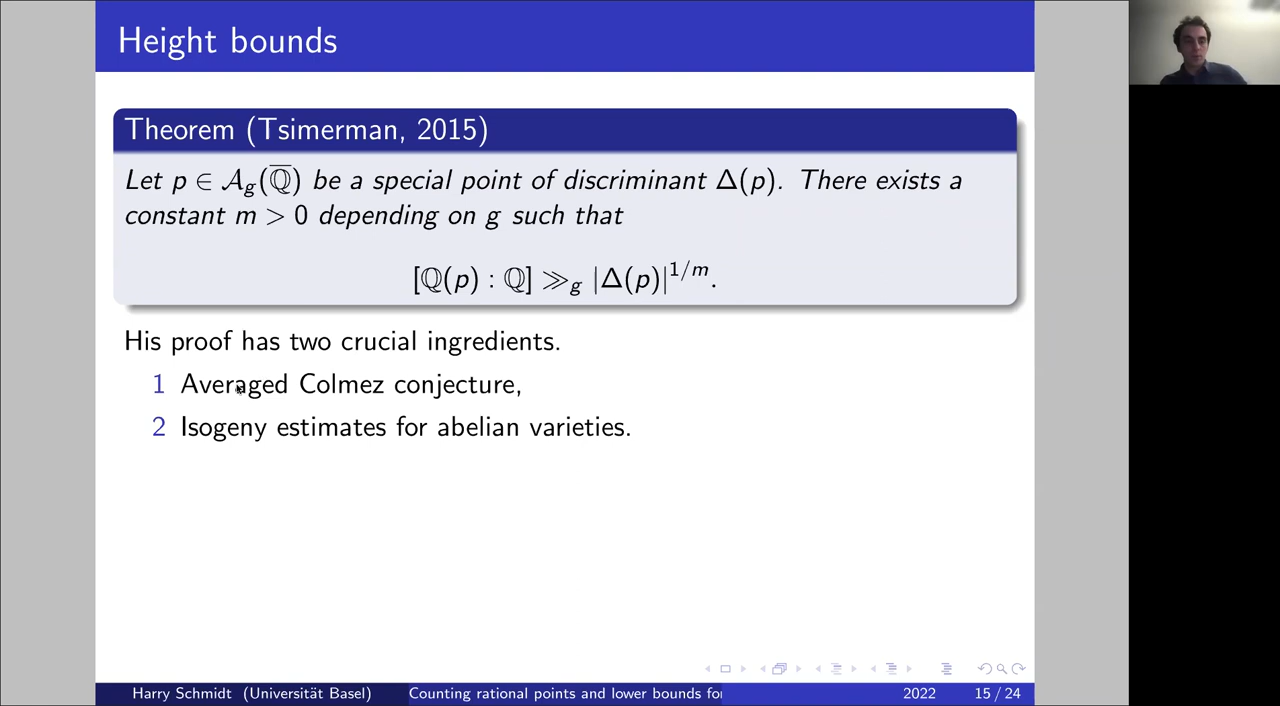 Height bounds
Theorem (Tsimerman, 2015)
Let p ∈ 𝒜_g(ℚ̅) be a special point of discriminant Δ(p). There exists a
constant m > 0 depending on g such that
[ℚ(p) : ℚ] ≫_g |Δ(p)|^{1/m}.
His proof has two crucial ingredients.
1 Averaged Colmez conjecture,
2 Isogeny estimates for abelian varieties.
Harry Schmidt (Universität Basel) Counting rational points and lower bounds fo 2022 15 / 24